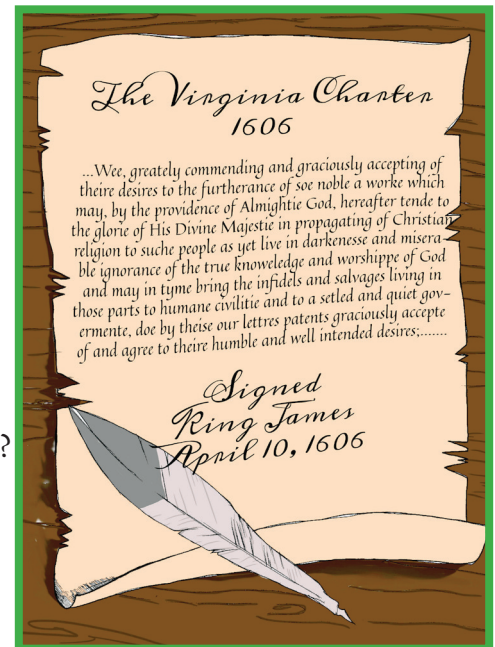 The Virginia Charter
1606
...Wee, greately commending and graciously accepting of
theire desires to the furtherance of soe noble a worke which
may, by the providence of Almightie God, hereafter tende to
the glorie of His Divine Majestie in propagating of Christian
religion to suche people as yet live in darkenesse and misera-
ble ignorance of the true knoweledge and worshippe of God
and may in tyme bring the infidels and salvages living in
those parts to humane civilitie and to a setled and quiet gov-
ermente, doe by theise our lettres patents graciously accepte
of and agree to theire humble and well intended desires;.......
Signed
King James
April 10, 1606
?